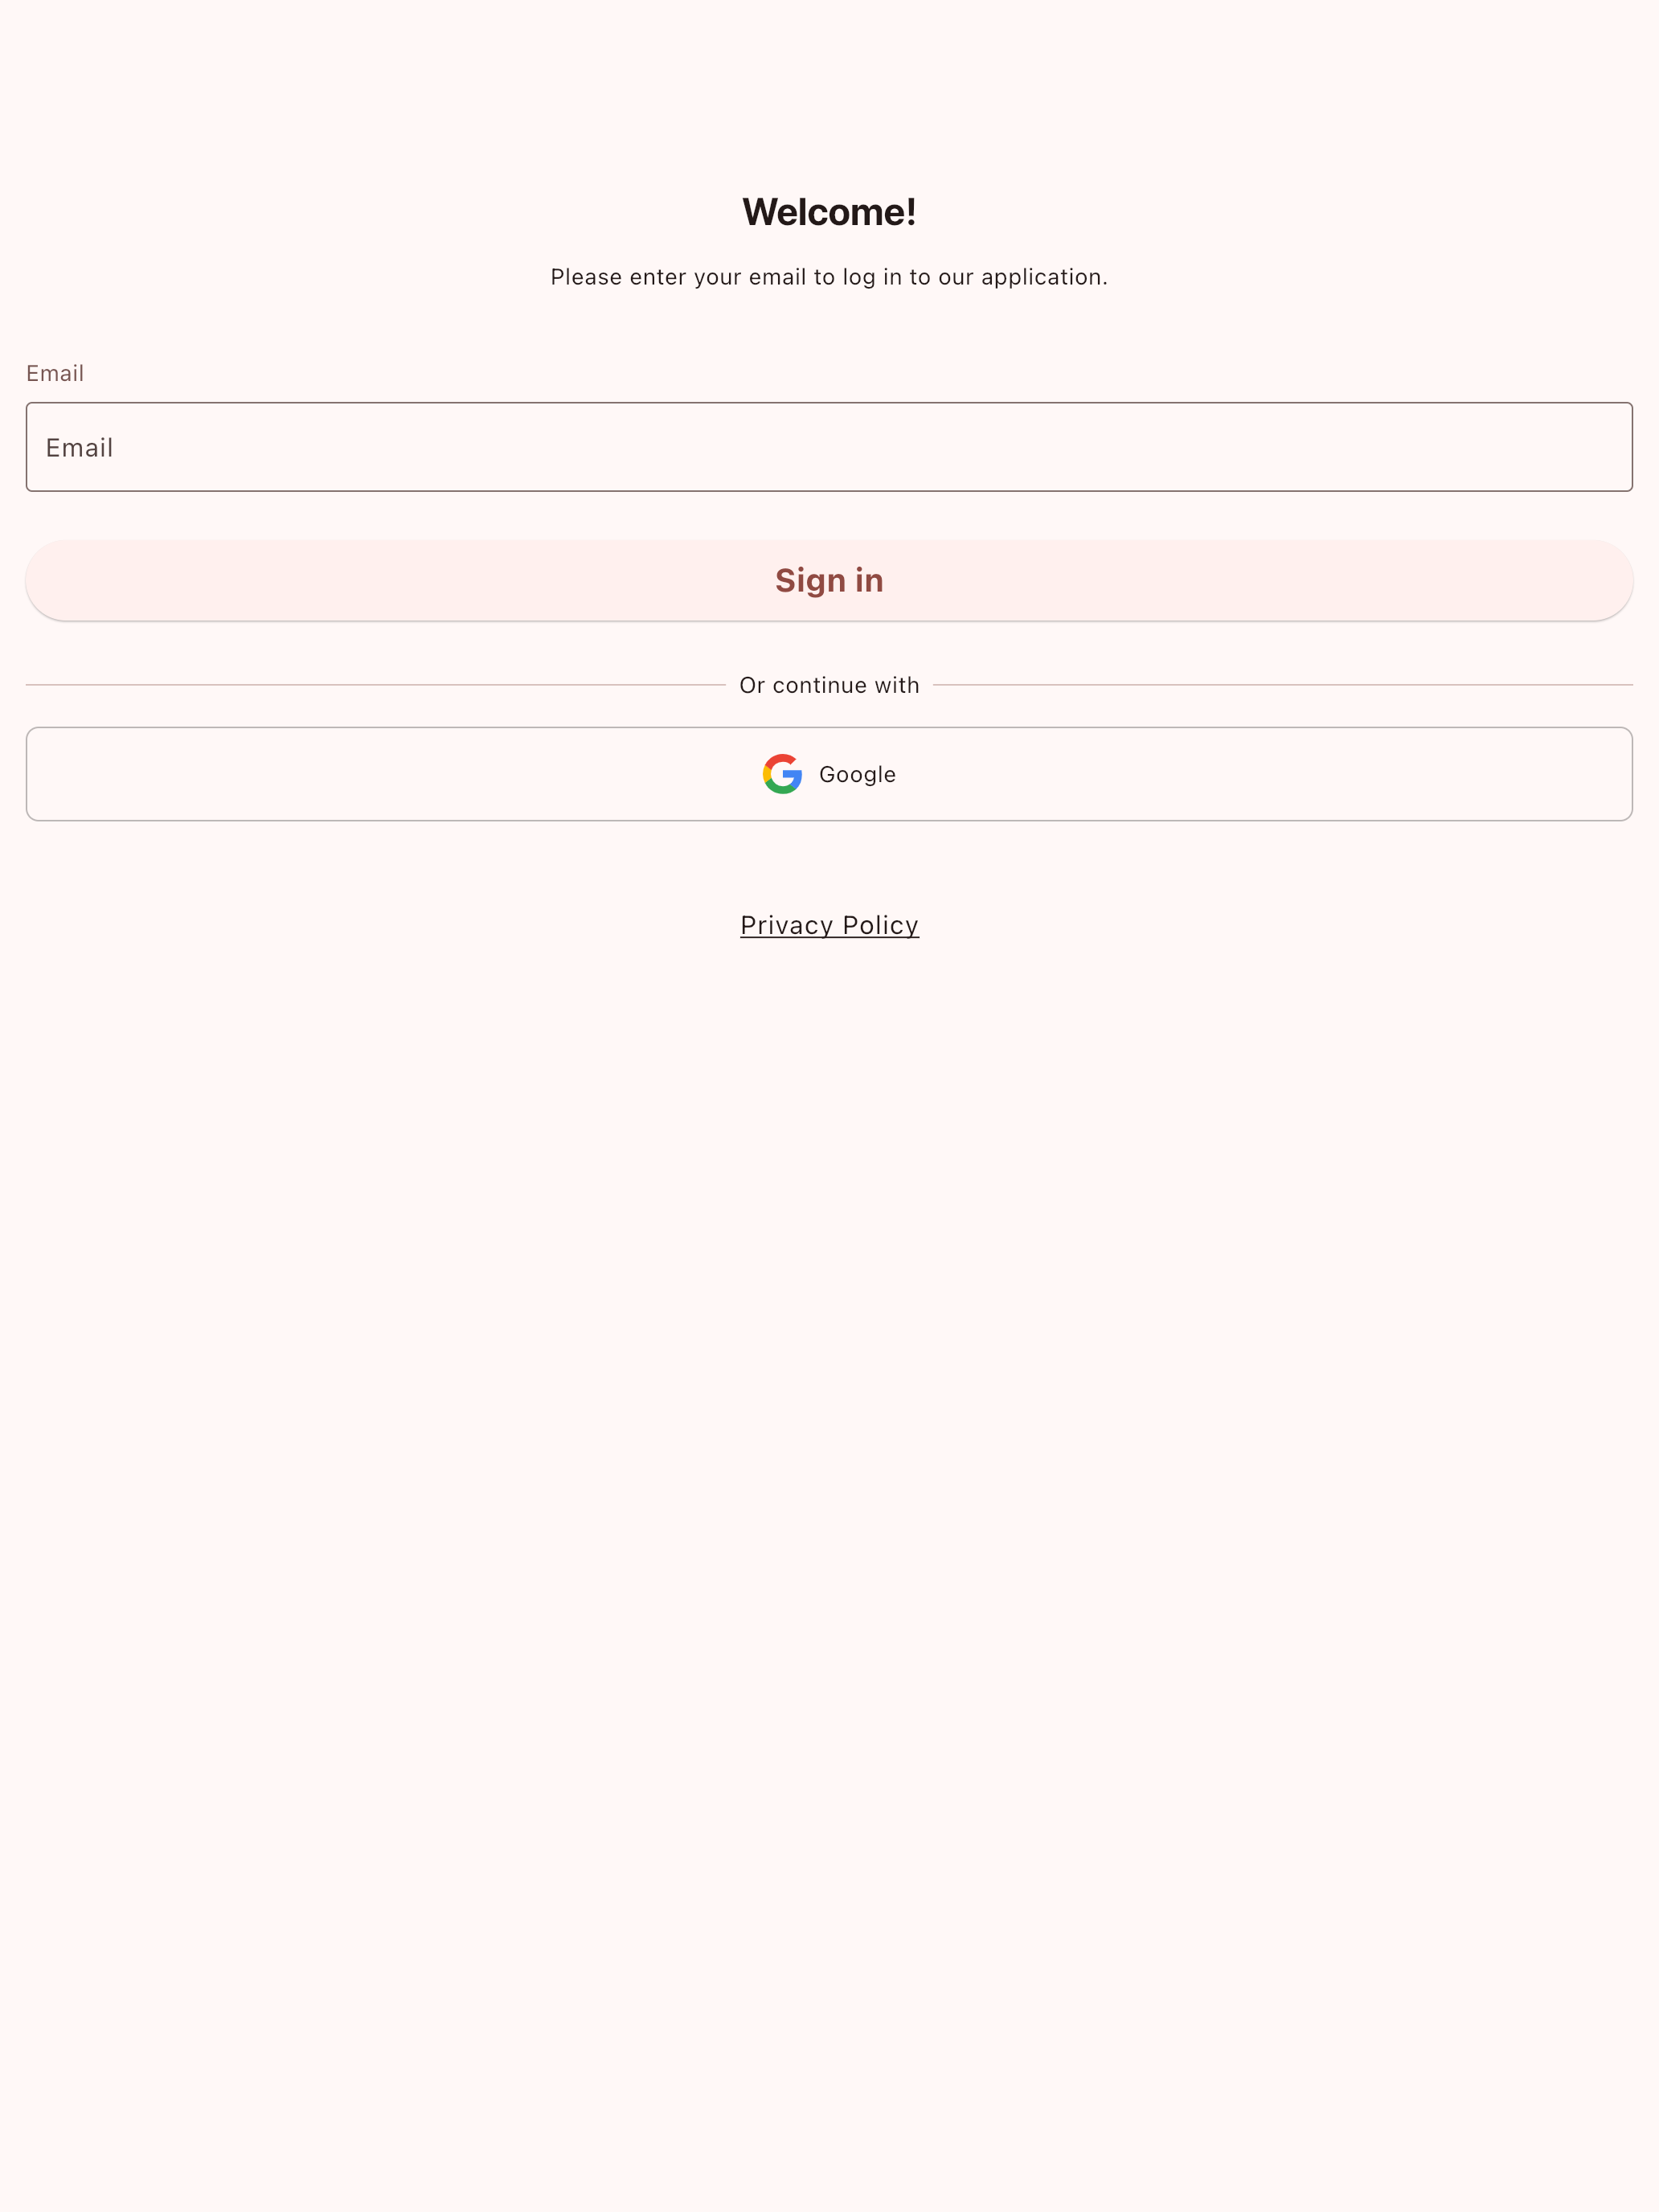 Welcome!
Please enter your email to log in to our application.
Email
Email
Sign in
Or continue with
Google
Privacy Policy